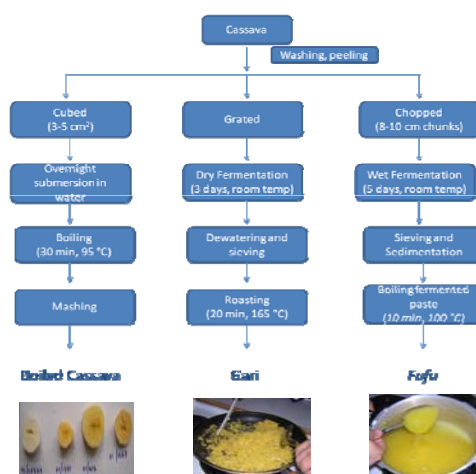 Cassava
Washing, peeling
Cubed
(3-5 cm²)
Overnight
submersion in
water
Boiling
(30 min, 95 °C)
Mashing
Boiled Cassava
Grated
Dry Fermentation
(3 days, room temp)
Dewatering and
sieving
Roasting
(20 min, 165 °C)
Gari
Chopped
(8-10 cm chunks)
Wet Fermentation
(5 days, room temp)
Sieving and
Sedimentation
Boiling fermented
paste
(10 min, 100 °C)
Fufu